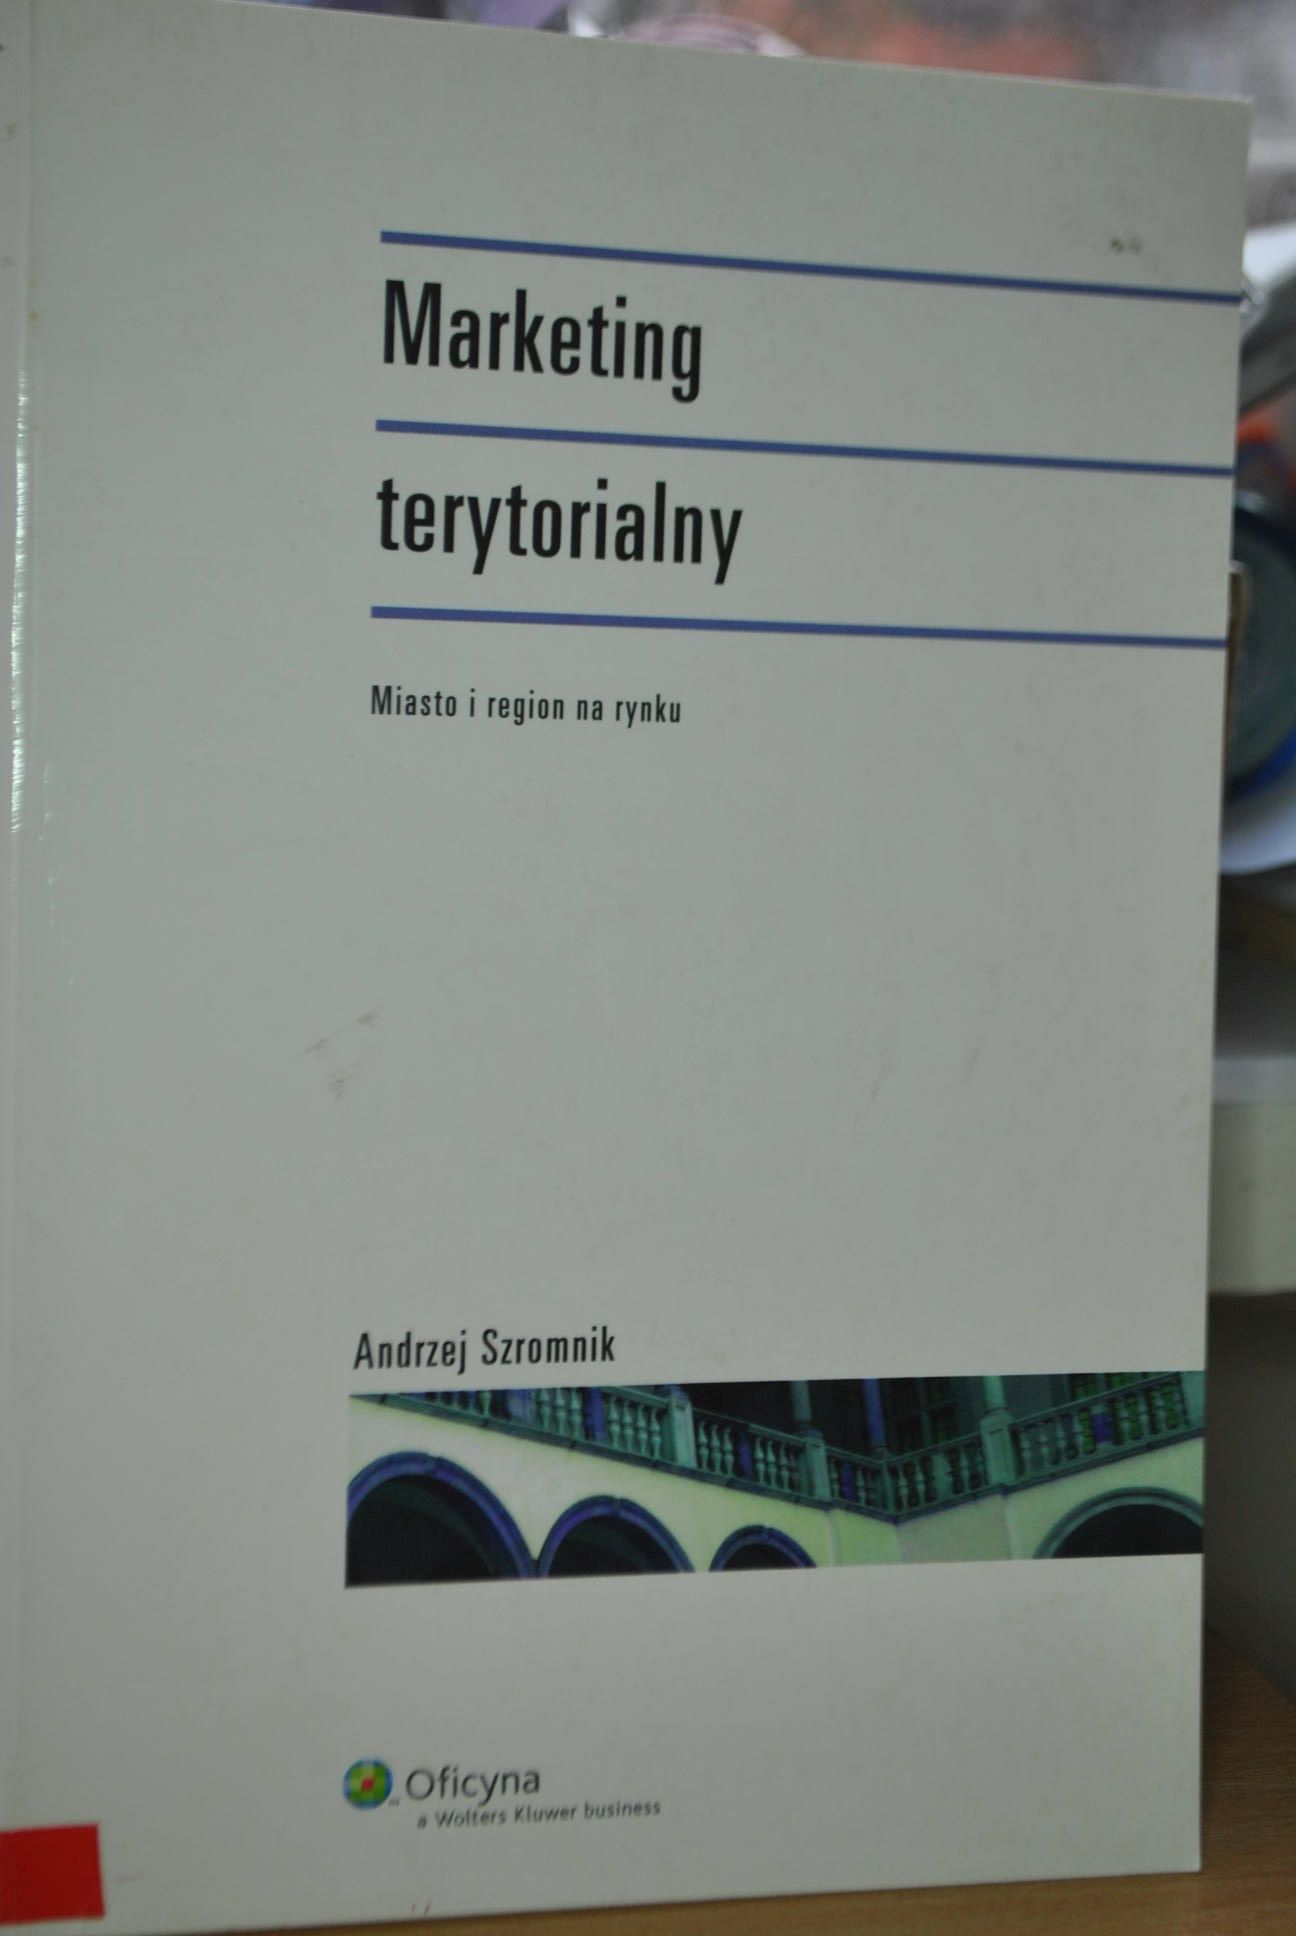 Marketing
terytorialny
Miasto i region na rynku
Andrzej Szromnik
Oficyna
a Wolters Kluwer business